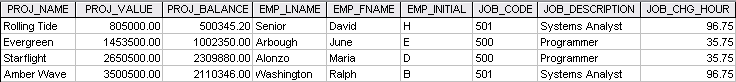 PROJ_NAME PROJ_VALUE PROJ_BALANCE EMP_LNAME EMP_FNAME EMP_INITIAL JOB_CODE JOB_DESCRIPTION JOB_CHG_HOUR
Rolling Tide 805000.00 500345.20 Senior David H 501 Systems Analyst 96.75
Evergreen 1453500.00 1002350.00 Arbough June E 500 Programmer 35.75
Starflight 2650500.00 2309880.00 Alonzo Maria D 500 Programmer 35.75
Amber Wave 3500500.00 2110346.00 Washington Ralph B 501 Systems Analyst 96.75